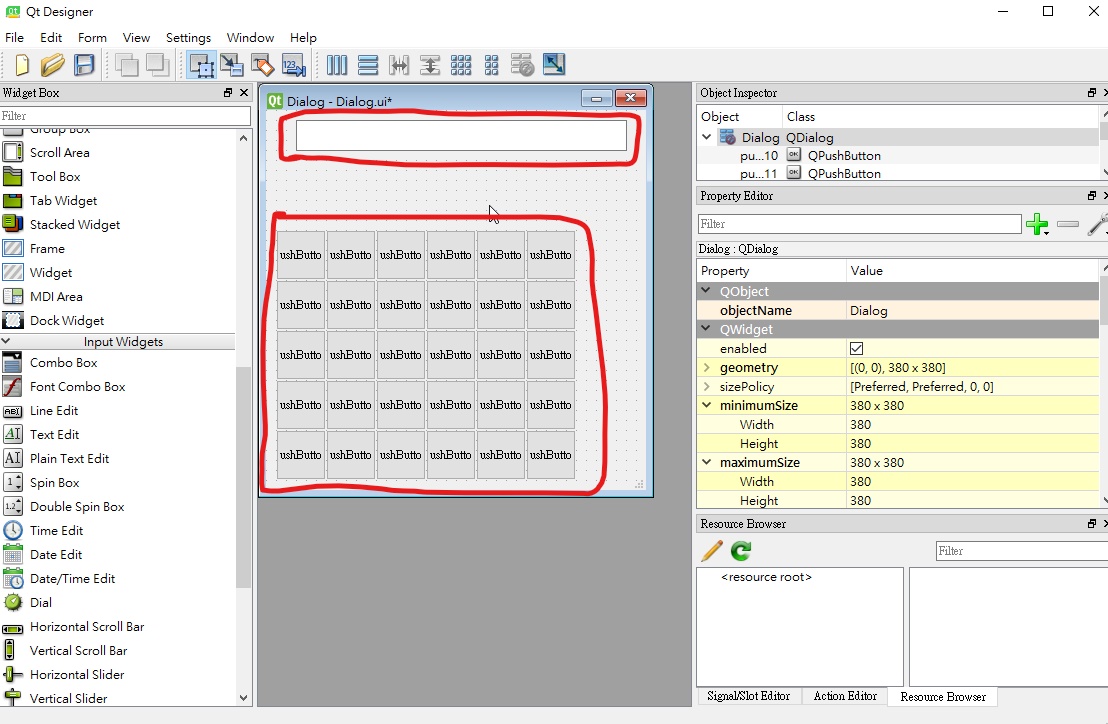 Qt Designer
File Edit Form View Settings Window Help
Widget Box
Filter
Group Box
Scroll Area
Tool Box
Tab Widget
Stacked Widget
Frame
Widget
MDI Area
Dock Widget
Input Widgets
Combo Box
Font Combo Box
Line Edit
Text Edit
Plain Text Edit
Spin Box
Double Spin Box
Time Edit
Date Edit
Date/Time Edit
Dial
Horizontal Scroll Bar
Vertical Scroll Bar
Horizontal Slider
Vertical Slider
Dialog - Dialog.ui*
ushButto ushButto ushButto ushButto ushButto ushButto
ushButto ushButto ushButto ushButto ushButto ushButto
ushButto ushButto ushButto ushButto ushButto ushButto
ushButto ushButto ushButto ushButto ushButto ushButto
ushButto ushButto ushButto ushButto ushButto ushButto
Object Inspector
Object Class
Dialog QDialog
pu...10 QPushButton
pu...11 QPushButton
Property Editor
Filter
Dialog : QDialog
Property Value
QObject
objectName Dialog
QWidget
enabled
geometry [(0, 0), 380 x 380]
sizePolicy [Preferred, Preferred, 0, 0]
minimumSize 380 x 380
Width 380
Height 380
maximumSize 380 x 380
Width 380
Height 380
Resource Browser
Filter
<resource root>
Signal/Slot Editor Action Editor Resource Browser